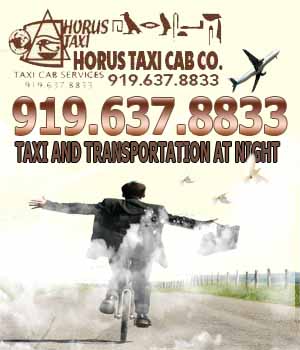 HORUS
TAXI
HORUS TAXI CAB CO.
TAXI CAB SERVICES
919.637.8833
919.637.8833
919.637.8833
TAXI AND TRANSPORTATION AT NIGHT